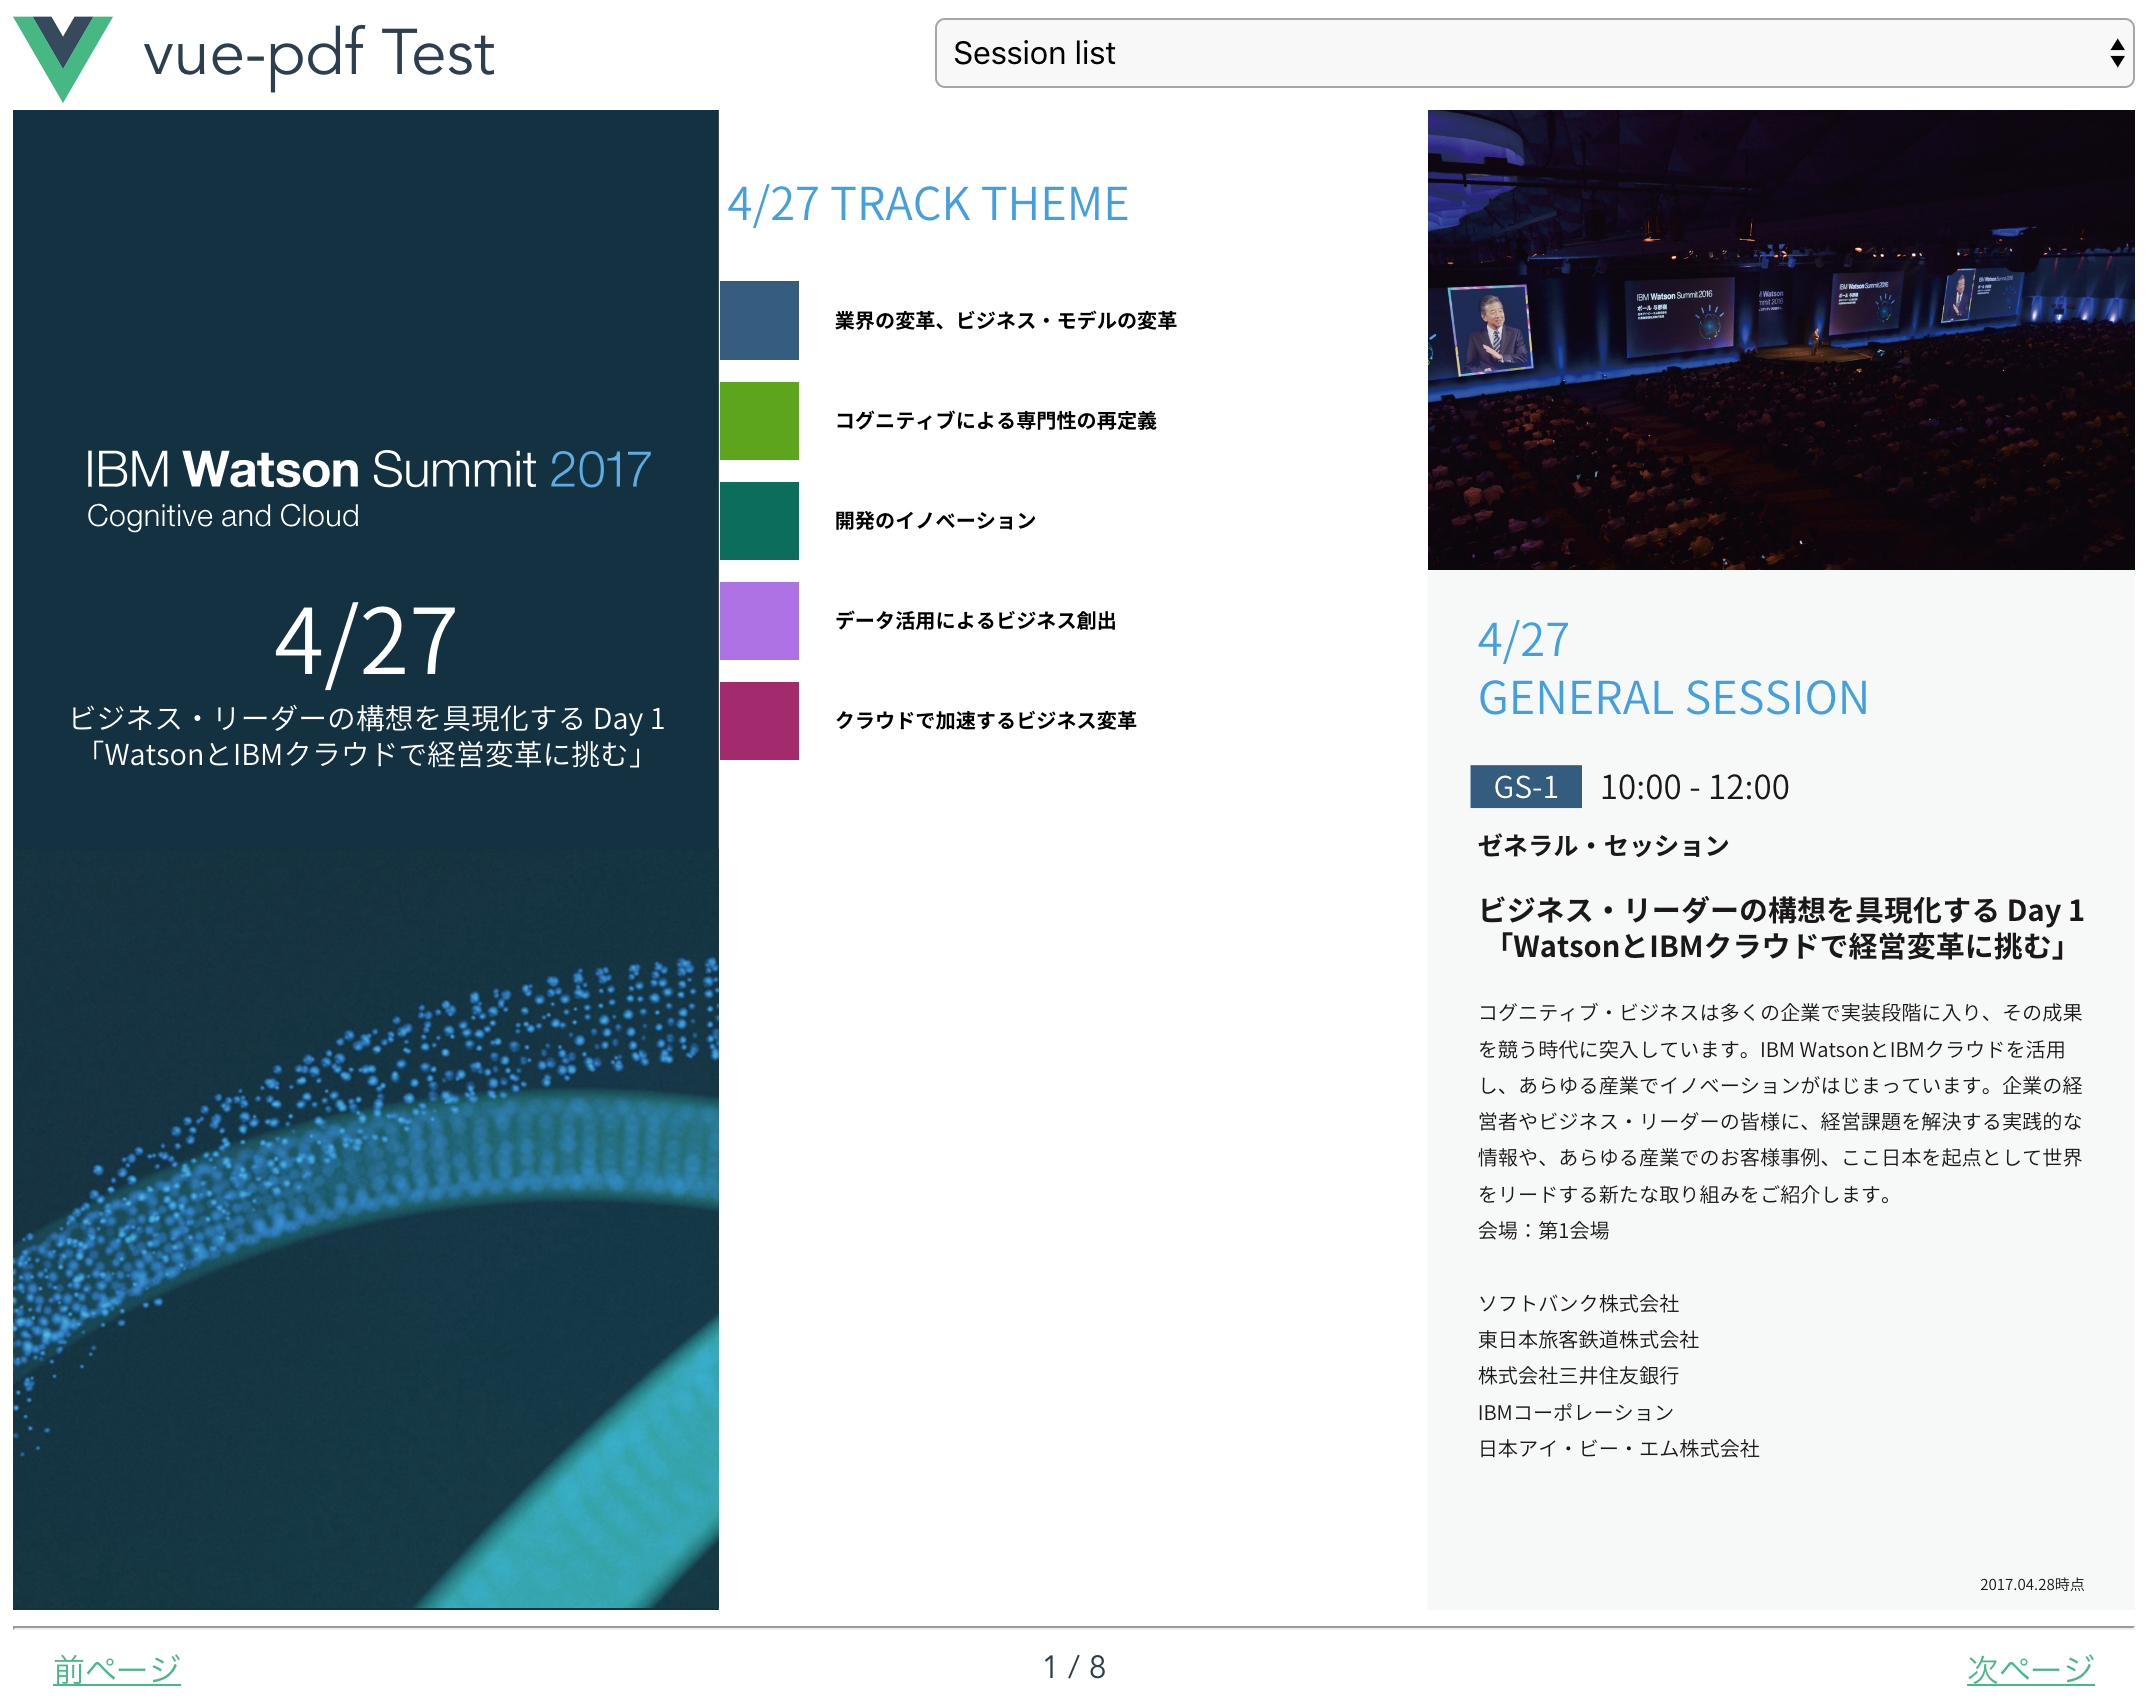 vue-pdf Test
Session list
IBM Watson Summit 2017
Cognitive and Cloud
4/27
ビジネス・リーダーの構想を具現化する Day 1
「WatsonとIBMクラウドで経営変革に挑む」
4/27 TRACK THEME
業界の変革、ビジネス・モデルの変革
コグニティブによる専門性の再定義
開発のイノベーション
データ活用によるビジネス創出
クラウドで加速するビジネス変革
IBM Watson Summit 2016
4/27
GENERAL SESSION
GS-1 10:00 - 12:00
ゼネラル・セッション
ビジネス・リーダーの構想を具現化する Day 1
「WatsonとIBMクラウドで経営変革に挑む」
コグニティブ・ビジネスは多くの企業で実装段階に入り、その成果
を競う時代に突入しています。IBM WatsonとIBMクラウドを活用
し、あらゆる産業でイノベーションがはじまっています。企業の経
営者やビジネス・リーダーの皆様に、経営課題を解決する実践的な
情報や、あらゆる産業でのお客様事例、ここ日本を起点として世界
をリードする新たな取り組みをご紹介します。
会場：第1会場
ソフトバンク株式会社
東日本旅客鉄道株式会社
株式会社三井住友銀行
IBMコーポレーション
日本アイ・ビー・エム株式会社
2017.04.28時点
前ページ
1 / 8
次ページ